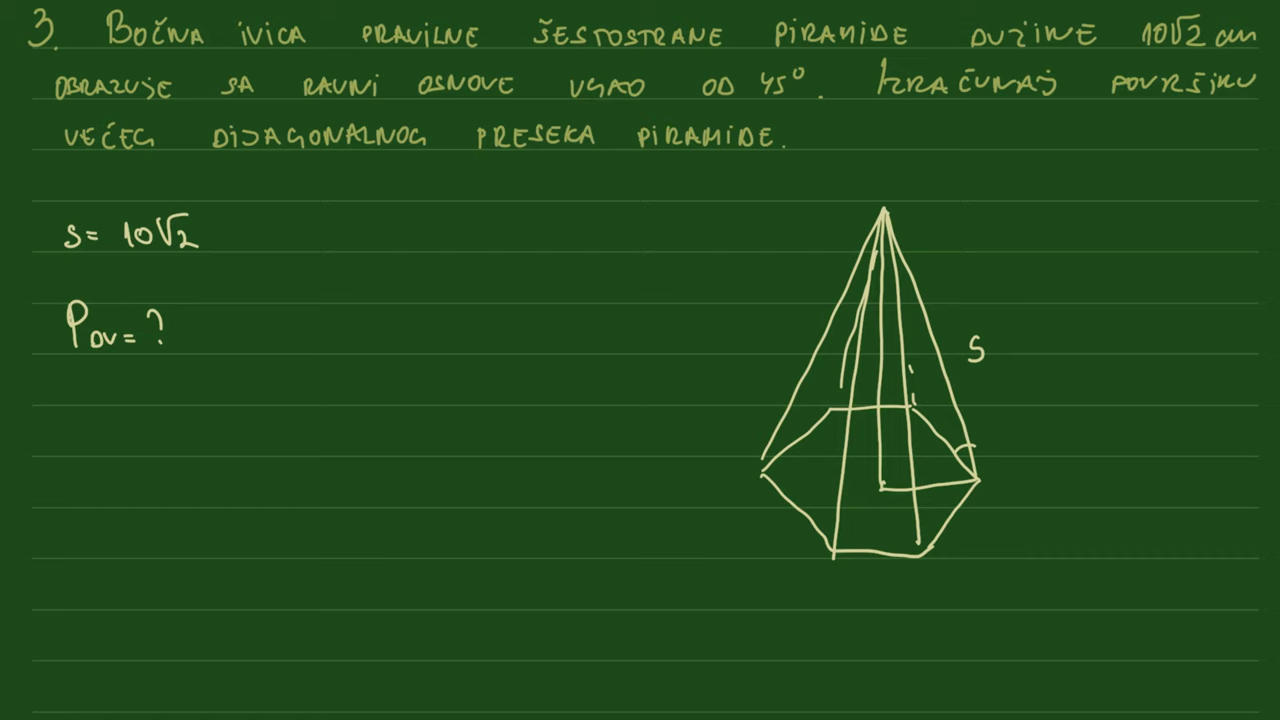 3. BOČNA IVICA PRAVILNE ŠESTOSTRANE PIRAMIDE DUŽINE 10√2 cm
OBRAZUJE SA RAVNI OSNOVE UGAO OD 45°. IZRAČUNAJ POVRŠINU
VEĆEG DIJAGONALNOG PRESEKA PIRAMIDE.
s = 10√2
P_DV = ?
s